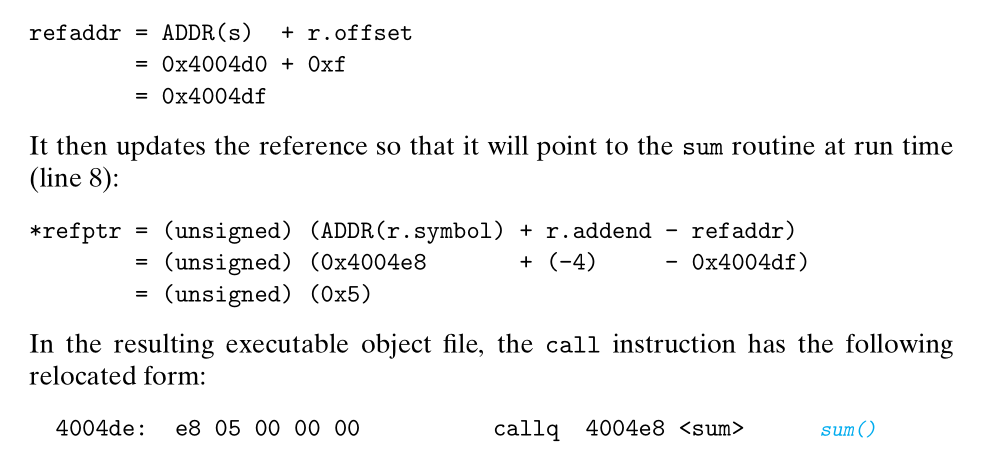 refaddr = ADDR(s)  + r.offset
        = 0x4004d0 + 0xf
        = 0x4004df
It then updates the reference so that it will point to the sum routine at run time
(line 8):
*refptr = (unsigned) (ADDR(r.symbol) + r.addend - refaddr)
        = (unsigned) (0x4004e8       + (-4)     - 0x4004df)
        = (unsigned) (0x5)
In the resulting executable object file, the call instruction has the following
relocated form:
4004de:  e8 05 00 00 00          callq  4004e8 <sum>      sum()